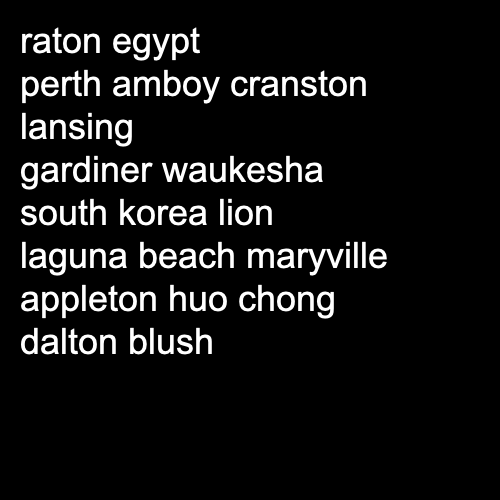 raton egypt
perth amboy cranston
lansing
gardiner waukesha
south korea lion
laguna beach maryville
appleton huo chong
dalton blush